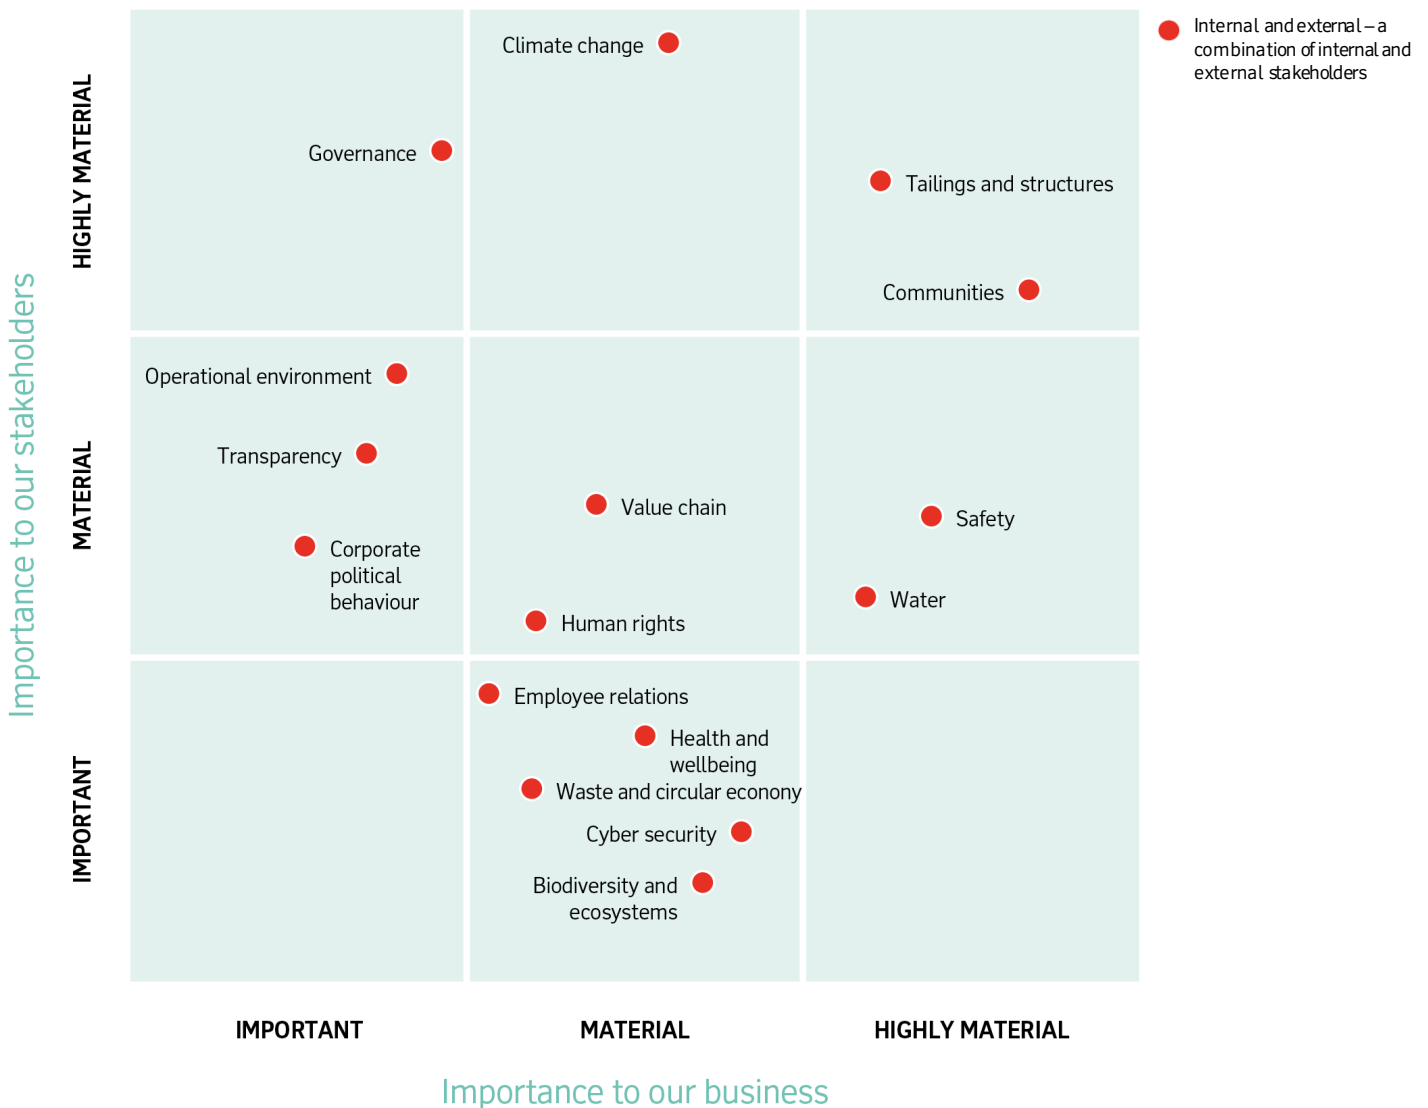 Internal and external – a
combination of internal and
external stakeholders
Climate change
Governance
Tailings and structures
Communities
HIGHLY MATERIAL
Operational environment
Transparency
Corporate
political
behaviour
Value chain
Human rights
Safety
Water
MATERIAL
Importance to our stakeholders
Employee relations
Health and
wellbeing
Waste and circular econony
Cyber security
Biodiversity and
ecosystems
IMPORTANT
IMPORTANT
MATERIAL
HIGHLY MATERIAL
Importance to our business